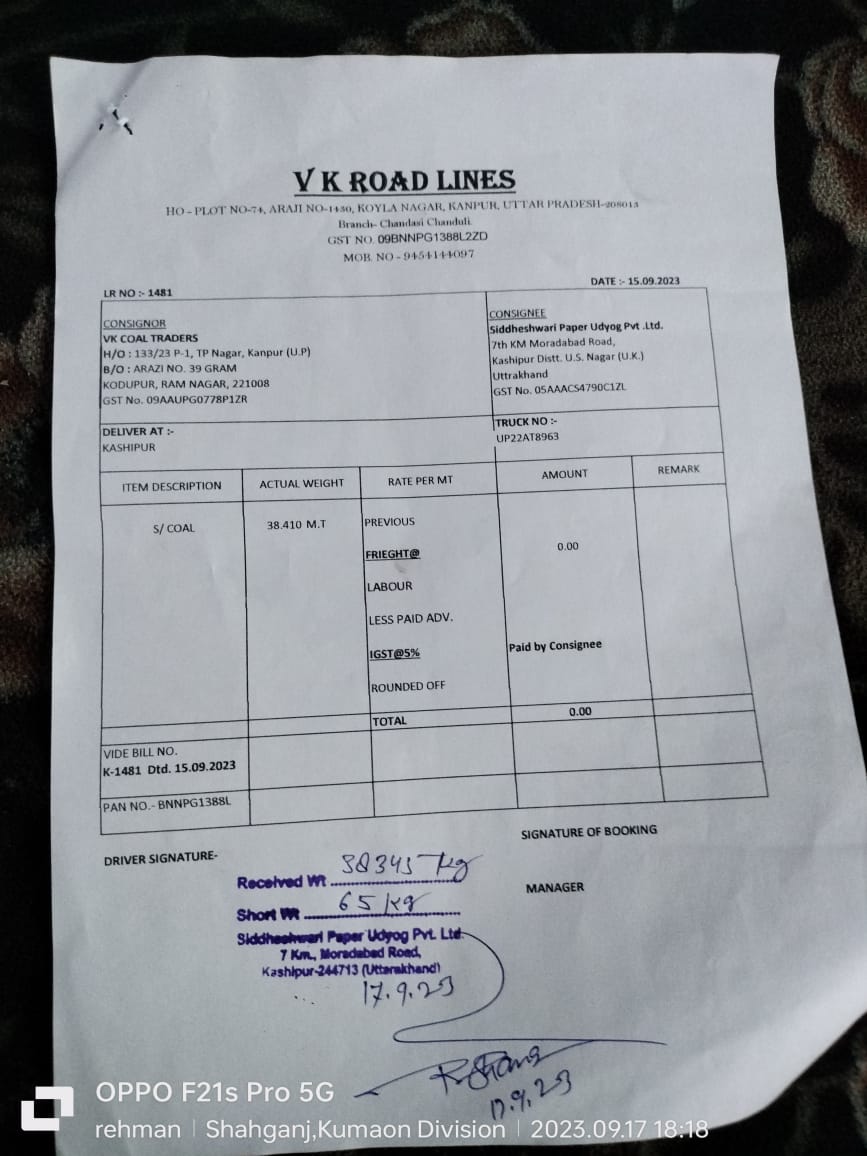 V K ROAD LINES
HO - PLOT NO-74, ARAJI NO-1430, KOYLA NAGAR, KANPUR, UTTAR PRADESH-208013
Branch- Chandasi Chanduli
GST NO. 09BNNPG1388L2ZD
MOB. NO - 9454144097
LR NO :- 1481
DATE :- 15.09.2023
CONSIGNOR
VK COAL TRADERS
H/O : 133/23 P-1, TP Nagar, Kanpur (U.P)
B/O : ARAZI NO. 39 GRAM
KODUPUR, RAM NAGAR, 221008
GST No. 09AAUPG0778P1ZR
CONSIGNEE
Siddheshwari Paper Udyog Pvt .Ltd.
7th KM Moradabad Road,
Kashipur Distt. U.S. Nagar (U.K.)
Uttrakhand
GST No. 05AAACS4790C1ZL
DELIVER AT :-
KASHIPUR
TRUCK NO :-
UP22AT8963
ITEM DESCRIPTION ACTUAL WEIGHT RATE PER MT AMOUNT REMARK
S/ COAL 38.410 M.T PREVIOUS
FRIEGHT@ 0.00
LABOUR
LESS PAID ADV.
IGST@5% Paid by Consignee
ROUNDED OFF
TOTAL 0.00
VIDE BILL NO.
K-1481 Dtd. 15.09.2023
PAN NO.- BNNPG1388L
DRIVER SIGNATURE-
SIGNATURE OF BOOKING
MANAGER
Received Wt ........ 38345 kg
Short Wt ........ 65 kg
Siddheshwari Paper Udyog Pvt. Ltd.
7 Km., Moradabad Road,
Kashipur-244713 (Uttarakhand)
17.9.23
17.9.23
OPPO F21s Pro 5G
rehman | Shahganj,Kumaon Division | 2023.09.17 18:18